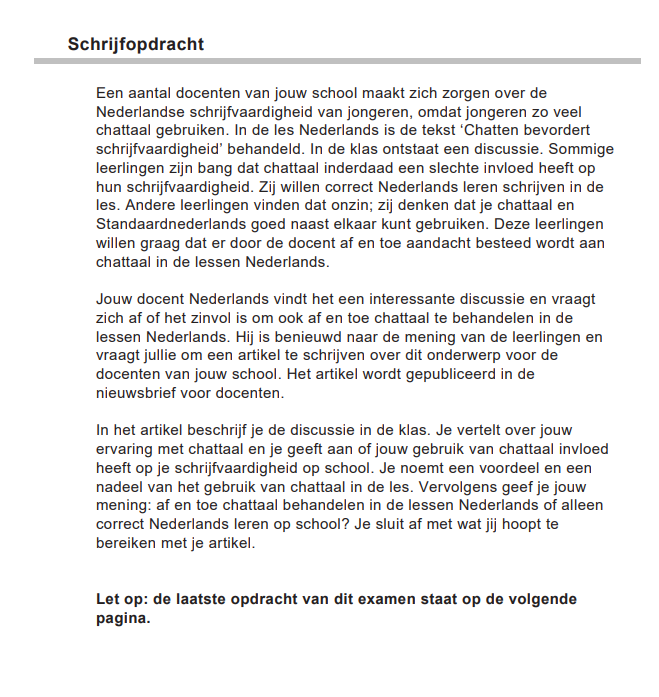 Schrijfopdracht
Een aantal docenten van jouw school maakt zich zorgen over de
Nederlandse schrijfvaardigheid van jongeren, omdat jongeren zo veel
chattaal gebruiken. In de les Nederlands is de tekst ‘Chatten bevordert
schrijfvaardigheid’ behandeld. In de klas ontstaat een discussie. Sommige
leerlingen zijn bang dat chattaal inderdaad een slechte invloed heeft op
hun schrijfvaardigheid. Zij willen correct Nederlands leren schrijven in de
les. Andere leerlingen vinden dat onzin; zij denken dat je chattaal en
Standaardnederlands goed naast elkaar kunt gebruiken. Deze leerlingen
willen graag dat er door de docent af en toe aandacht besteed wordt aan
chattaal in de lessen Nederlands.
Jouw docent Nederlands vindt het een interessante discussie en vraagt
zich af of het zinvol is om ook af en toe chattaal te behandelen in de
lessen Nederlands. Hij is benieuwd naar de mening van de leerlingen en
vraagt jullie om een artikel te schrijven over dit onderwerp voor de
docenten van jouw school. Het artikel wordt gepubliceerd in de
nieuwsbrief voor docenten.
In het artikel beschrijf je de discussie in de klas. Je vertelt over jouw
ervaring met chattaal en je geeft aan of jouw gebruik van chattaal invloed
heeft op je schrijfvaardigheid op school. Je noemt een voordeel en een
nadeel van het gebruik van chattaal in de les. Vervolgens geef je jouw
mening: af en toe chattaal behandelen in de lessen Nederlands of alleen
correct Nederlands leren op school? Je sluit af met wat jij hoopt te
bereiken met je artikel.
Let op: de laatste opdracht van dit examen staat op de volgende
pagina.